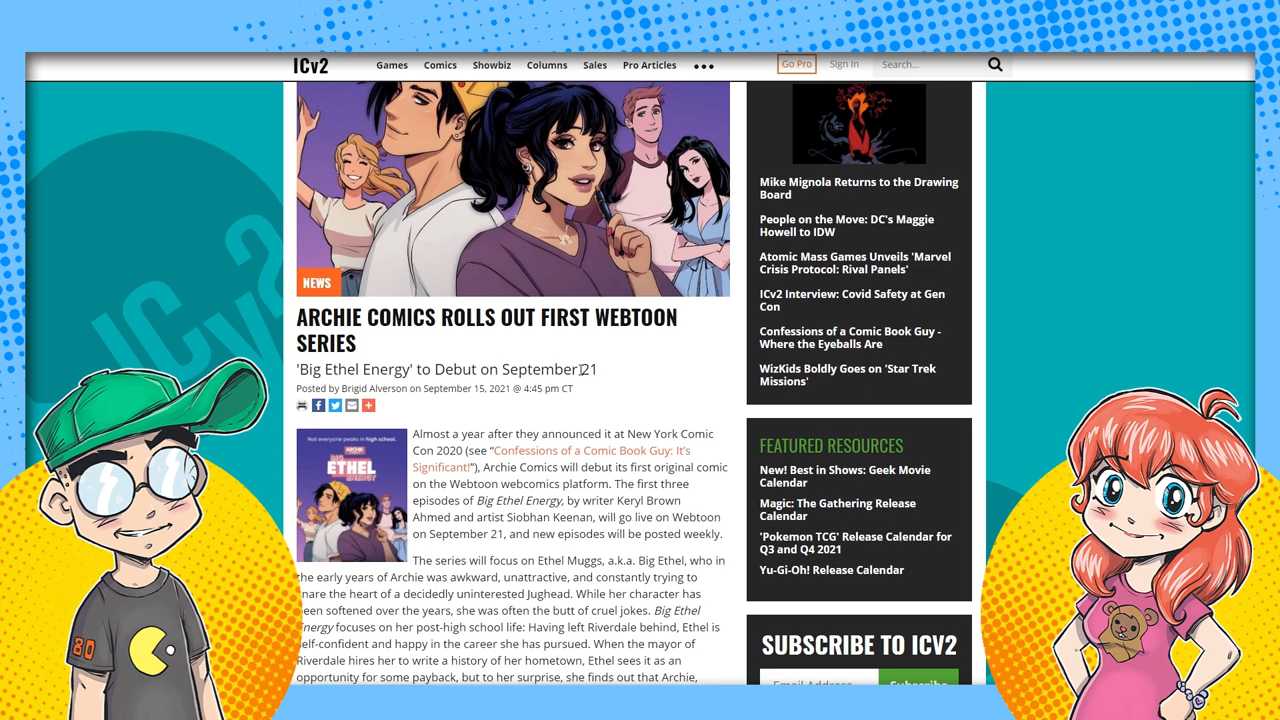 ICv2
Games Comics Showbiz Columns Sales Pro Articles
Go Pro Sign In Search...
ICv2
NEWS
ARCHIE COMICS ROLLS OUT FIRST WEBTOON
SERIES
'Big Ethel Energy' to Debut on September 21
Posted by Brigid Alverson on September 15, 2021 @ 4:45 pm CT
Not everyone peaks in high school.
ARCHIE
BIG
ETHEL
ENERGY
Almost a year after they announced it at New York Comic
Con 2020 (see "Confessions of a Comic Book Guy: It's
Significant!"), Archie Comics will debut its first original comic
on the Webtoon webcomics platform. The first three
episodes of Big Ethel Energy, by writer Keryl Brown
Ahmed and artist Siobhan Keenan, will go live on Webtoon
on September 21, and new episodes will be posted weekly.
The series will focus on Ethel Muggs, a.k.a. Big Ethel, who in
the early years of Archie was awkward, unattractive, and constantly trying to
snare the heart of a decidedly uninterested Jughead. While her character has
been softened over the years, she was often the butt of cruel jokes. Big Ethel
Energy focuses on her post-high school life: Having left Riverdale behind, Ethel is
self-confident and happy in the career she has pursued. When the mayor of
Riverdale hires her to write a history of her hometown, Ethel sees it as an
opportunity for some payback, but to her surprise, she finds out that Archie,
Mike Mignola Returns to the Drawing
Board
People on the Move: DC's Maggie
Howell to IDW
Atomic Mass Games Unveils 'Marvel
Crisis Protocol: Rival Panels'
ICv2 Interview: Covid Safety at Gen
Con
Confessions of a Comic Book Guy -
Where the Eyeballs Are
WizKids Boldly Goes on 'Star Trek
Missions'
FEATURED RESOURCES
New! Best in Shows: Geek Movie
Calendar
Magic: The Gathering Release
Calendar
'Pokemon TCG' Release Calendar for
Q3 and Q4 2021
Yu-Gi-Oh! Release Calendar
SUBSCRIBE TO ICV2
Email Address Subscribe
80